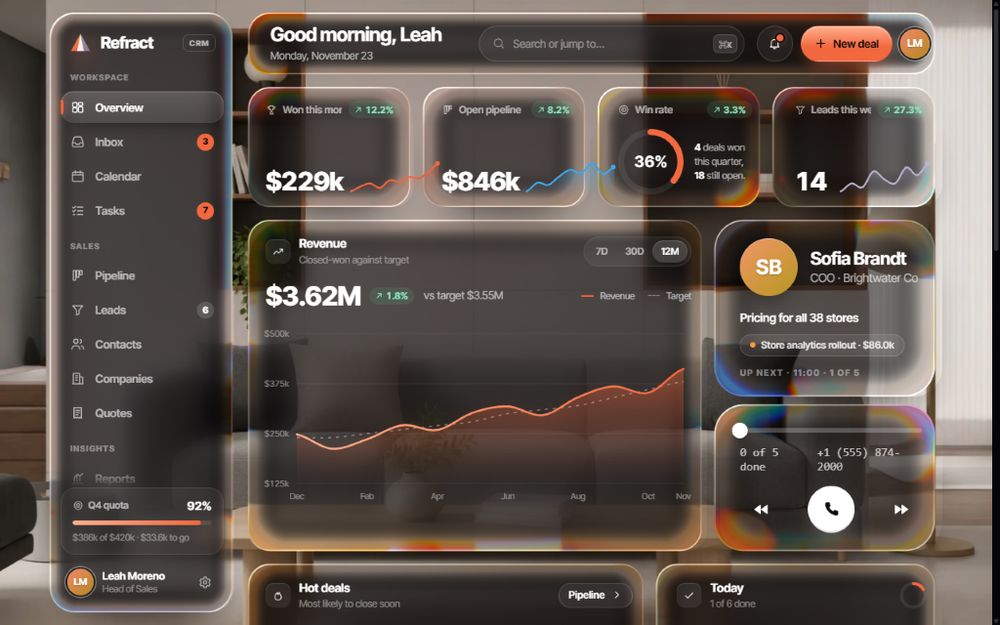 Refract
CRM
WORKSPACE
Overview
Inbox
3
Calendar
Tasks
7
SALES
Pipeline
Leads
6
Contacts
Companies
Quotes
INSIGHTS
Reports
Q4 quota
92%
$386k of $420k · $33.6k to go
LM
Leah Moreno
Head of Sales
Good morning, Leah
Monday, November 23
Search or jump to...
⌘K
+ New deal
LM
Won this mor
↗ 12.2%
$229k
Open pipeline
↗ 8.2%
$846k
Win rate
↗ 3.3%
36%
4 deals won
this quarter,
18 still open.
Leads this we
↗ 27.3%
14
Revenue
Closed-won against target
7D
30D
12M
$3.62M
↗ 1.8%
vs target $3.55M
Revenue
Target
$500k
$375k
$250k
$125k
Dec
Feb
Apr
Jun
Aug
Oct
Nov
SB
Sofia Brandt
COO · Brightwater Co
Pricing for all 38 stores
Store analytics rollout · $86.0k
UP NEXT · 11:00 · 1 OF 5
0 of 5
done
+1 (555) 874-
2000
Hot deals
Most likely to close soon
Pipeline
Today
1 of 6 done